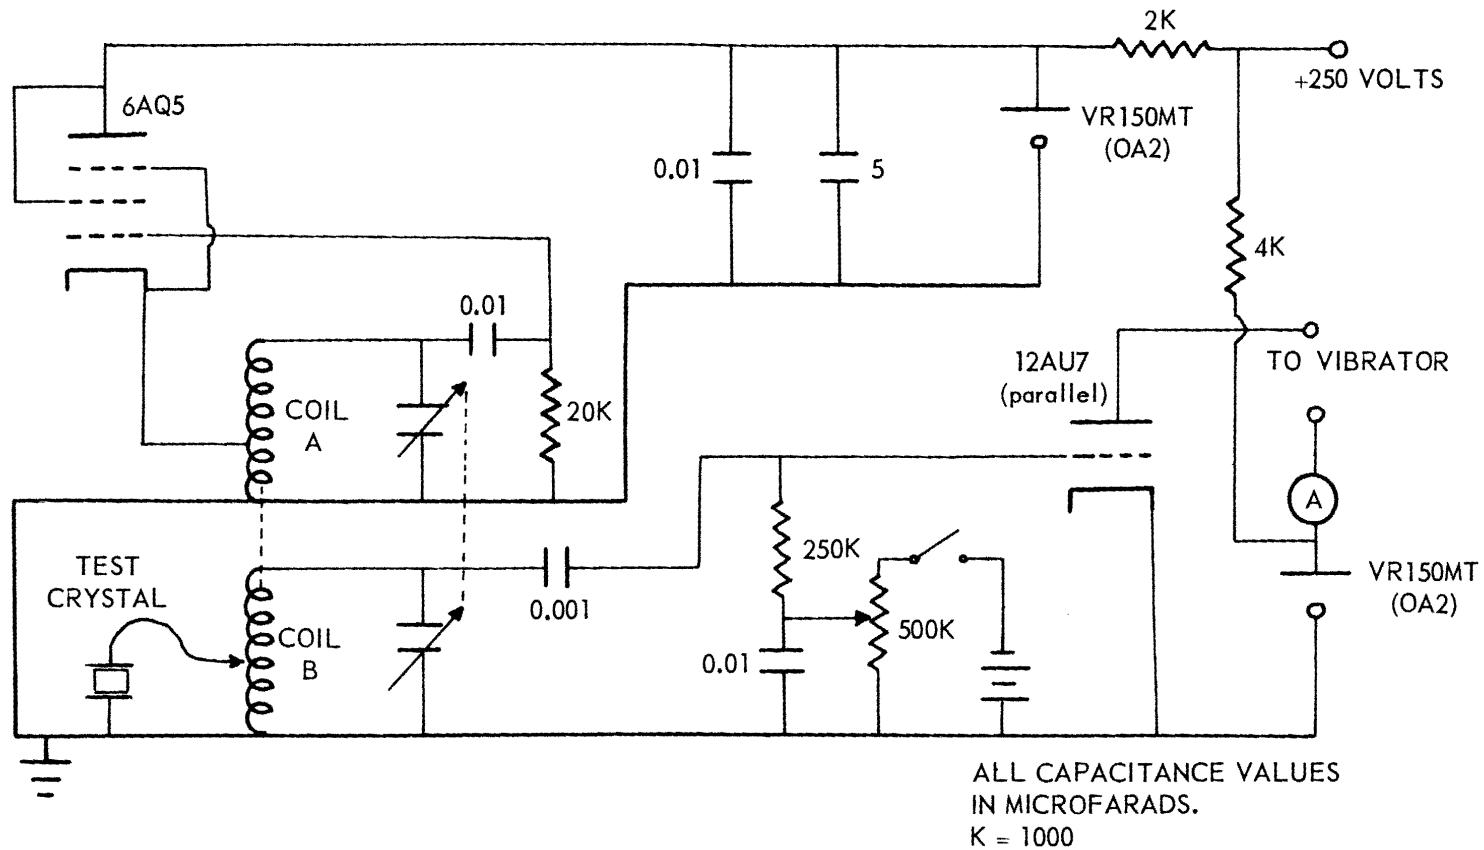 2K
+250 VOLTS
6AQ5
VR150MT
(OA2)
0.01
5
4K
0.01
12AU7
(parallel)
TO VIBRATOR
COIL
A
20K
A
250K
TEST
CRYSTAL
0.001
VR150MT
(OA2)
COIL
B
500K
0.01
ALL CAPACITANCE VALUES
IN MICROFARADS.
K = 1000